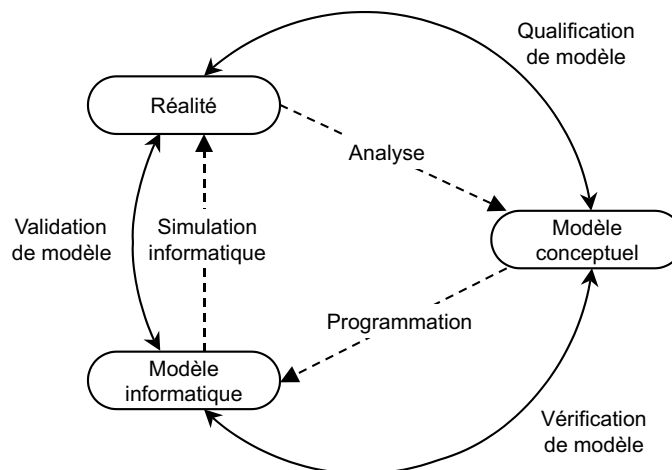 Qualification
de modèle
Réalité
Analyse
Validation
de modèle
Simulation
informatique
Modèle
conceptuel
Programmation
Modèle
informatique
Vérification
de modèle